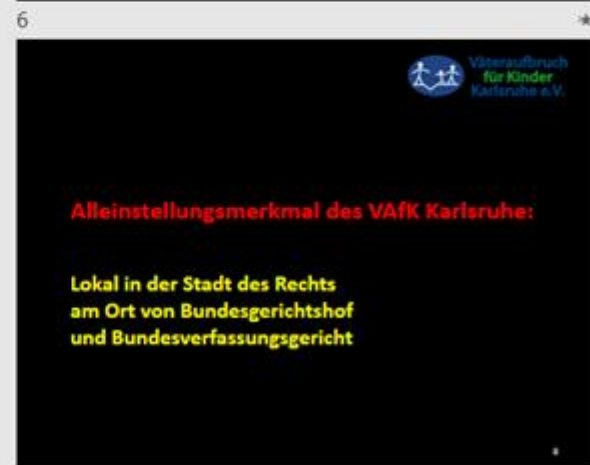 6
Väteraufbruch
für Kinder
Karlsruhe e.V.
Alleinstellungsmerkmal des VAfK Karlsruhe:
Lokal in der Stadt des Rechts
am Ort von Bundesgerichtshof
und Bundesverfassungsgericht